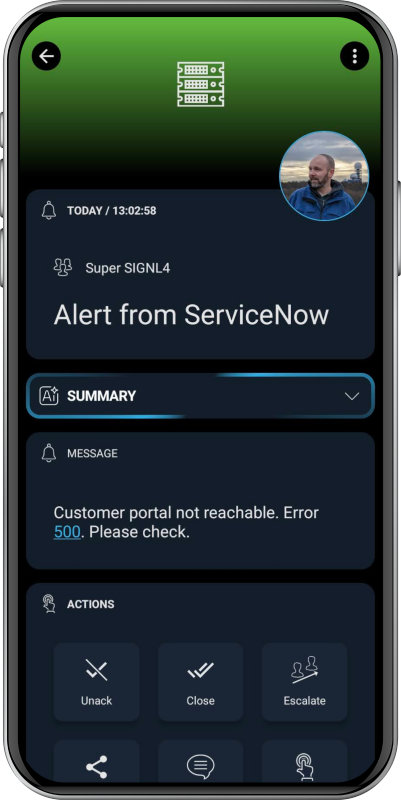 TODAY / 13:02:58
Super SIGNL4
Alert from ServiceNow
Ai
SUMMARY
MESSAGE
Customer portal not reachable. Error
500. Please check.
ACTIONS
Unack
Close
Escalate